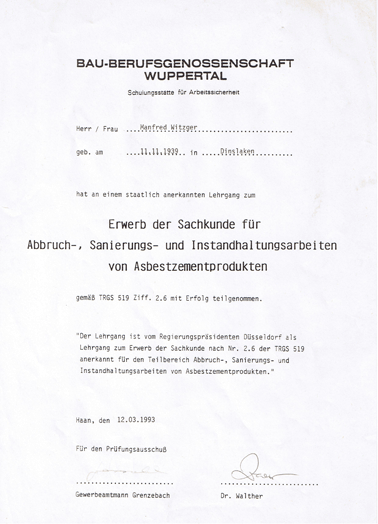 BAU-BERUFSGENOSSENSCHAFT
WUPPERTAL
Schulungsstätte für Arbeitssicherheit
Herr / Frau ....Manfred Witzger........................
geb. am ....11.11.1939.. in .....Dinslaken..........
hat an einem staatlich anerkannten Lehrgang zum
Erwerb der Sachkunde für
Abbruch-, Sanierungs- und Instandhaltungsarbeiten
von Asbestzementprodukten
gemäß TRGS 519 Ziff. 2.6 mit Erfolg teilgenommen.
"Der Lehrgang ist vom Regierungspräsidenten Düsseldorf als
Lehrgang zum Erwerb der Sachkunde nach Nr. 2.6 der TRGS 519
anerkannt für den Teilbereich Abbruch-, Sanierungs- und
Instandhaltungsarbeiten von Asbestzementprodukten."
Haan, den 12.03.1993
Für den Prüfungsausschuß
Gewerbeamtmann Grenzebach Dr. Walther